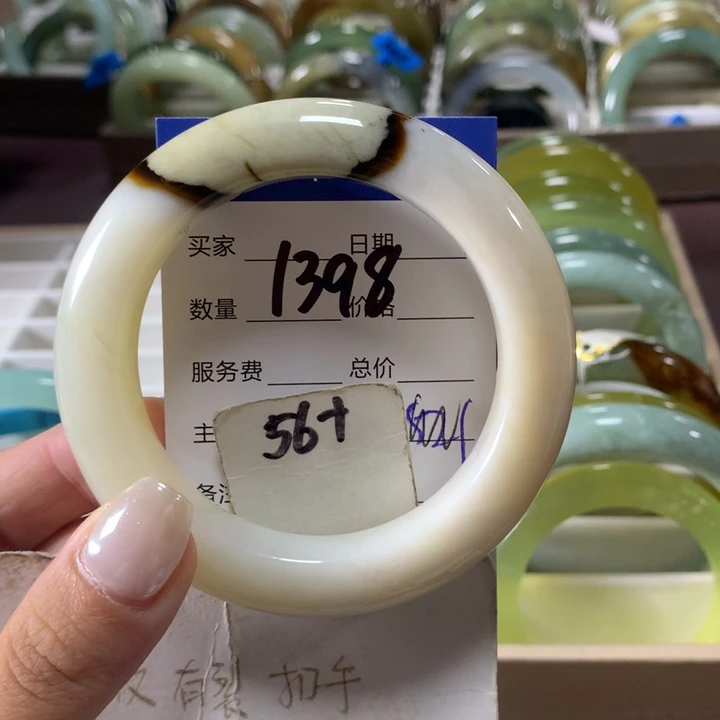 买家 日期
1398
数量 价格
服务费 总价
主
56+
备注
有裂 扣手